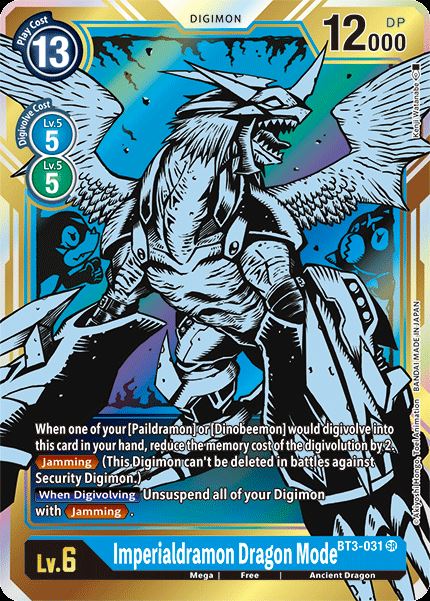 Play Cost
13
DIGIMON
DP
12000
Digivolve Cost
Lv.5
5
Lv.5
5
Kenji Watanabe
When one of your [Paildramon] or [Dinobeemon] would digivolve into
this card in your hand, reduce the memory cost of the digivolution by 2.
Jamming (This Digimon can't be deleted in battles against
Security Digimon.)
When Digivolving Unsuspend all of your Digimon
with Jamming .
©Akiyoshi Hongo, Toei Animation BANDAI MADE IN JAPAN
Lv.6
Imperialdramon Dragon Mode
BT3-031 SR
Mega | Free | Ancient Dragon